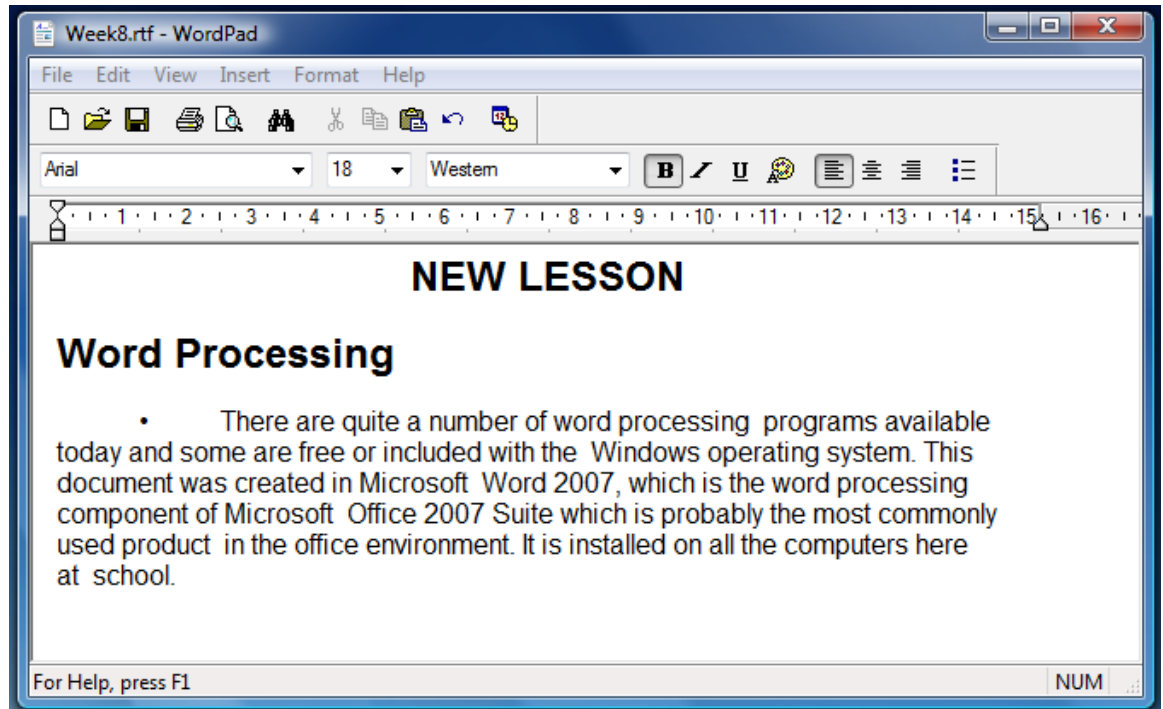 Week8.rtf - WordPad
File Edit View Insert Format Help
Arial 18 Western B U
1 2 3 4 5 6 7 8 9 10 11 12 13 14 15 16
NEW LESSON
Word Processing
• There are quite a number of word processing programs available
today and some are free or included with the Windows operating system. This
document was created in Microsoft Word 2007, which is the word processing
component of Microsoft Office 2007 Suite which is probably the most commonly
used product in the office environment. It is installed on all the computers here
at school.
For Help, press F1 NUM